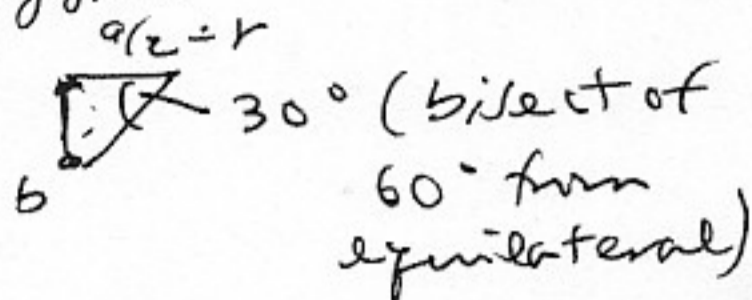 a/2 = r
30° (bisect of
60° from
b
equilateral)